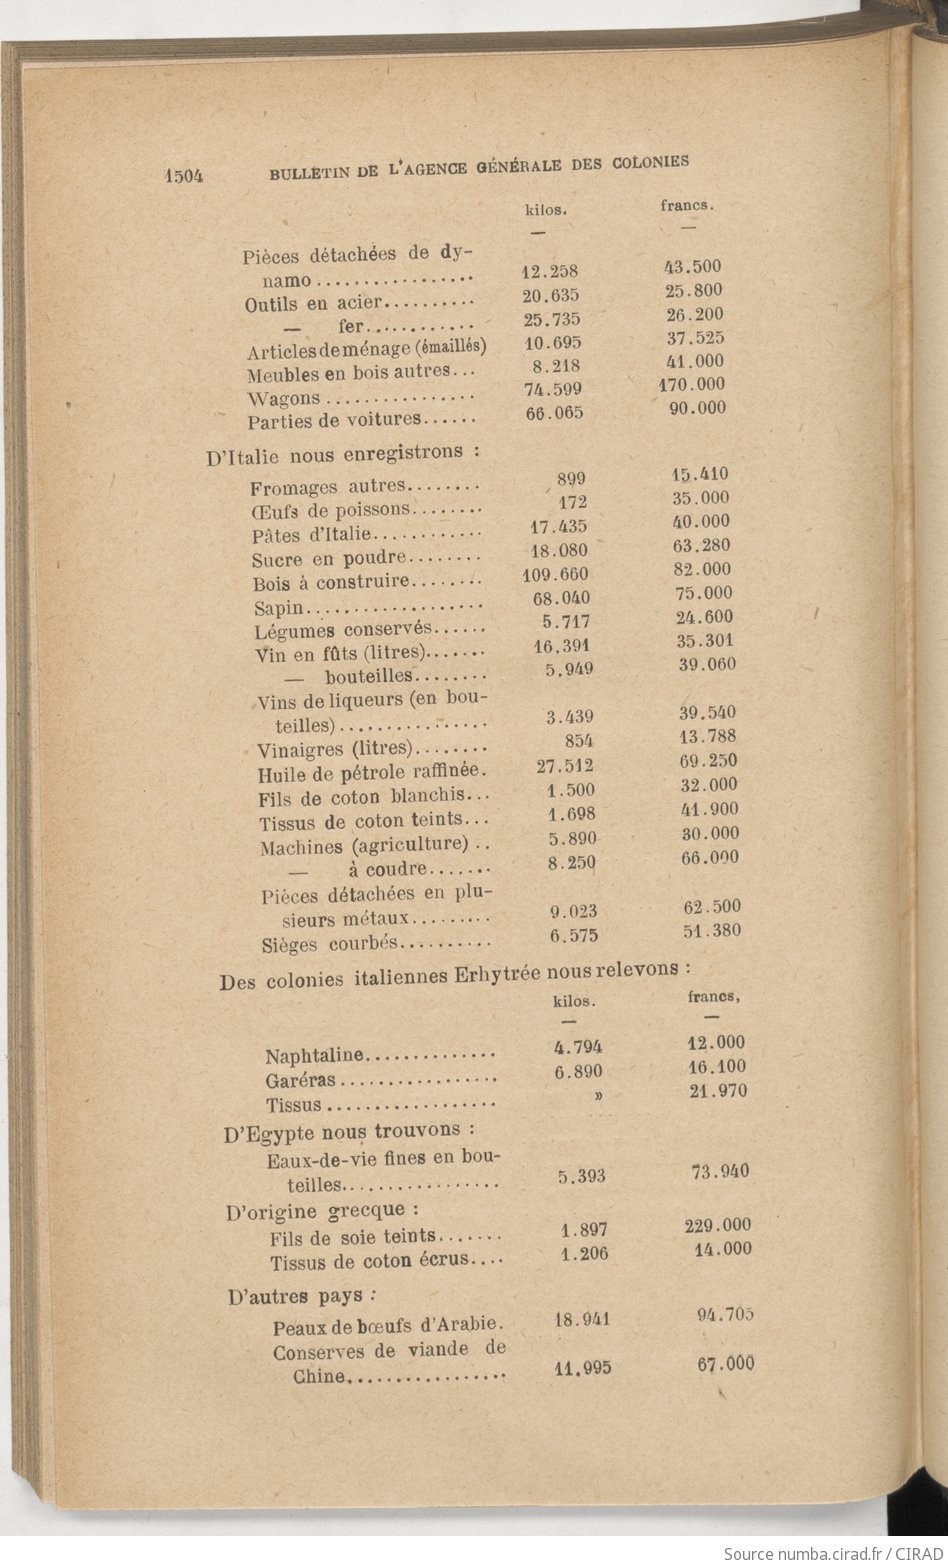 1504 BULLETIN DE L'AGENCE GÉNÉRALE DES COLONIES
kilos. francs.
— —
Pièces détachées de dy-
namo ................. 12.258 43.500
Outils en acier.......... 20.635 25.800
— fer............ 25.735 26.200
Articles de ménage (émaillés) 10.695 37.525
Meubles en bois autres... 8.218 41.000
Wagons ................ 74.599 170.000
Parties de voitures...... 66.065 90.000
D'Italie nous enregistrons :
Fromages autres........ 899 15.410
Œufs de poissons........ 172 35.000
Pâtes d'Italie............ 17.435 40.000
Sucre en poudre........ 18.080 63.280
Bois à construire........ 109.660 82.000
Sapin................... 68.040 75.000
Légumes conservés...... 5.717 24.600
Vin en fûts (litres)....... 16.391 35.301
— bouteilles........ 5.949 39.060
Vins de liqueurs (en bou-
teilles)................ 3.439 39.540
Vinaigres (litres)........ 854 13.788
Huile de pétrole raffinée. 27.512 69.250
Fils de coton blanchis... 1.500 32.000
Tissus de coton teints... 1.698 41.900
Machines (agriculture) .. 5.890 30.000
— à coudre....... 8.250 66.000
Pièces détachées en plu-
sieurs métaux......... 9.023 62.500
Sièges courbés.......... 6.575 51.380
Des colonies italiennes Erhytrée nous relevons :
kilos. francs,
— —
Naphtaline.............. 4.794 12.000
Garéras ................. 6.890 16.100
Tissus .................. » 21.970
D'Egypte nous trouvons :
Eaux-de-vie fines en bou-
teilles................. 5.393 73.940
D'origine grecque :
Fils de soie teints....... 1.897 229.000
Tissus de coton écrus.... 1.206 14.000
D'autres pays :
Peaux de bœufs d'Arabie. 18.941 94.705
Conserves de viande de
Chine................. 11.995 67.000
Source numba.cirad.fr / CIRAD